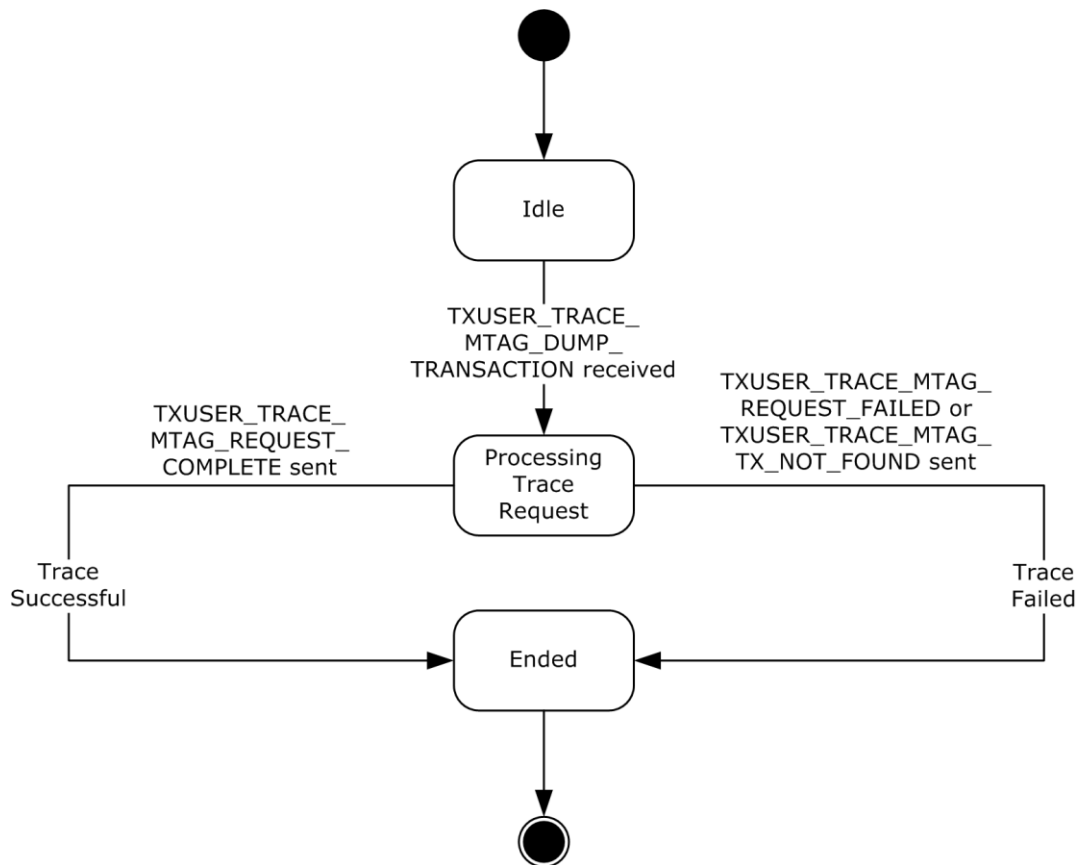 Idle
TXUSER_TRACE_
MTAG_DUMP_
TRANSACTION received
TXUSER_TRACE_
MTAG_REQUEST_
COMPLETE sent
TXUSER_TRACE_MTAG_
REQUEST_FAILED or
TXUSER_TRACE_MTAG_
TX_NOT_FOUND sent
Processing
Trace
Request
Trace
Successful
Trace
Failed
Ended